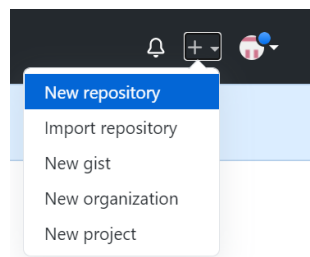 New repository
Import repository
New gist
New organization
New project